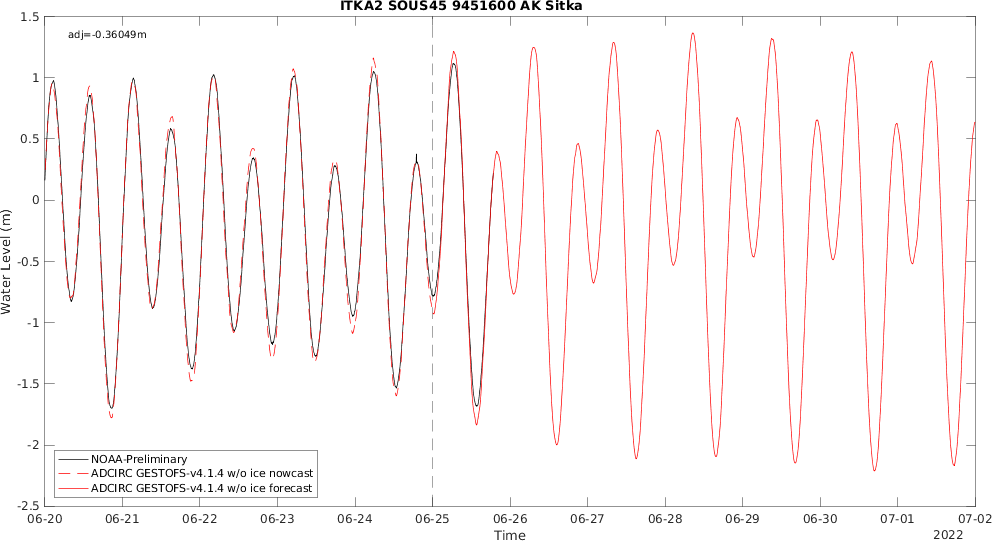 ITKA2 SOUS45 9451600 AK Sitka
adj=-0.36049m
1.5
1
0.5
0
-0.5
-1
-1.5
-2
-2.5
Water Level (m)
NOAA-Preliminary
ADCIRC GESTOFS-v4.1.4 w/o ice nowcast
ADCIRC GESTOFS-v4.1.4 w/o ice forecast
06-20 06-21 06-22 06-23 06-24 06-25 06-26 06-27 06-28 06-29 06-30 07-01 07-02
Time
2022